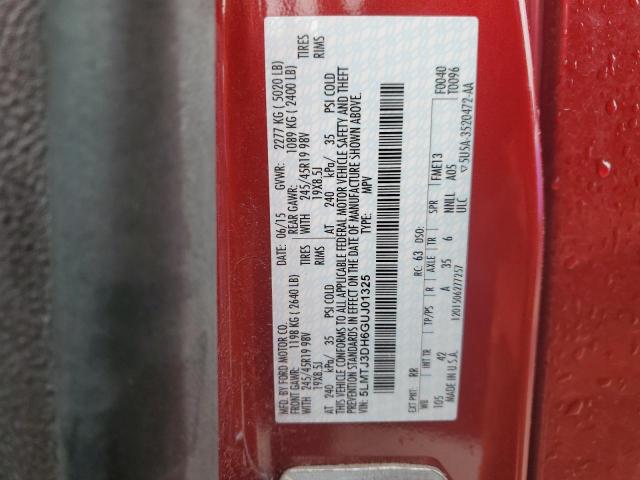 MFD. BY FORD MOTOR CO.
DATE: 06/15
GVWR: 2277 KG ( 5020 LB)
FRONT GAWR: 1198 KG ( 2640 LB)
REAR GAWR: 1089 KG ( 2400 LB)
WITH 245/45R19 98V TIRES
WITH 245/45R19 98V TIRES
19X8.5J RIMS
19X8.5J RIMS
AT 240 kPa/ 35 PSI COLD
AT 240 kPa/ 35 PSI COLD
THIS VEHICLE CONFORMS TO ALL APPLICABLE FEDERAL MOTOR VEHICLE SAFETY AND THEFT
PREVENTION STANDARDS IN EFFECT ON THE DATE OF MANUFACTURE SHOWN ABOVE.
VIN: 5LMTJ3DH6GUJ01325
TYPE: MPV
EXT PNT: RR RC: 63 DSO: F0040
WB INT TR TP/PS R AXLE TR SPR FME13 T0096
105 42 A 35 6 NNLL A05
MADE IN U.S.A. ULC ▽5U5A-3520472-AA
1201506277257